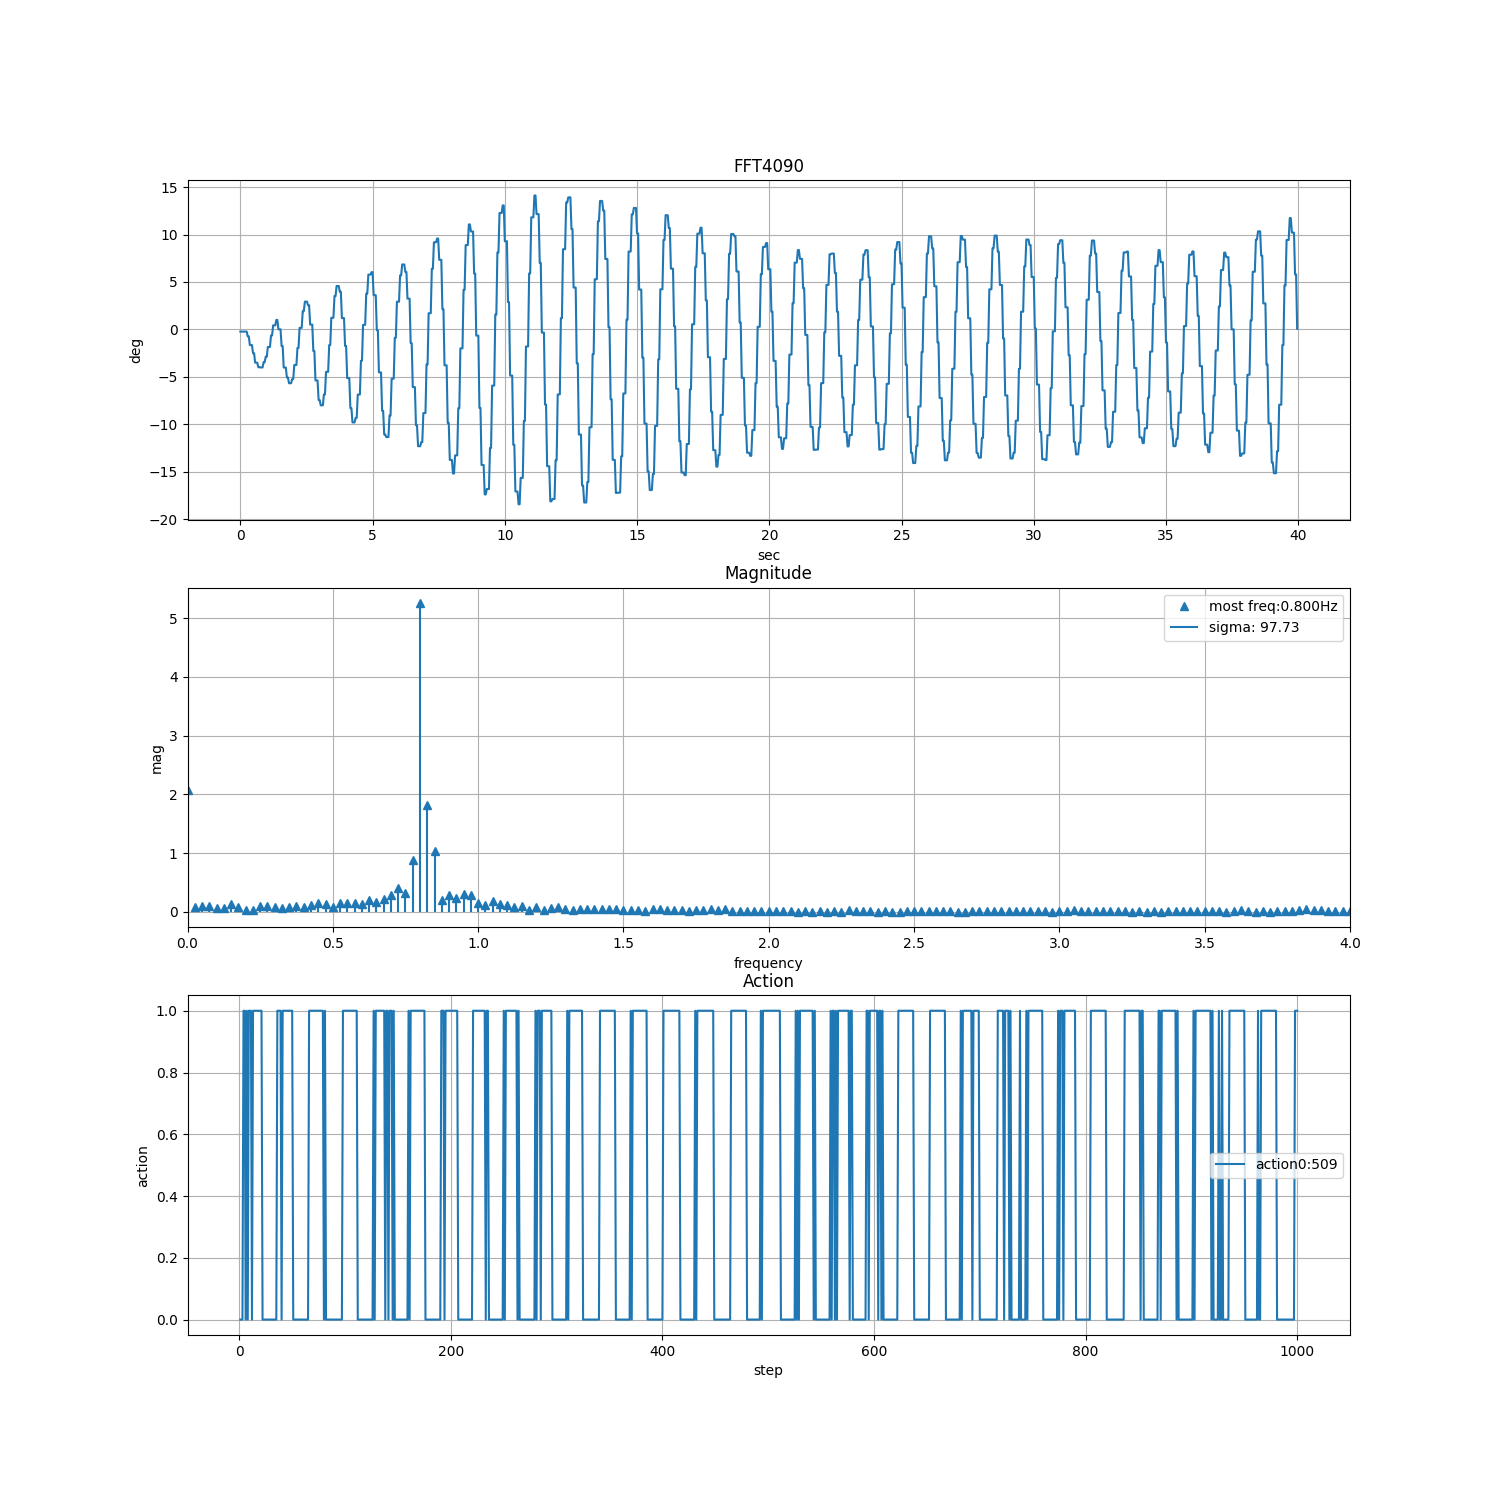 FFT4090
15
10
5
0
−5
−10
−15
−20
deg
0 5 10 15 20 25 30 35 40
sec
Magnitude
most freq:0.800Hz
sigma: 97.73
5
4
3
2
1
0
mag
0.0 0.5 1.0 1.5 2.0 2.5 3.0 3.5 4.0
frequency
Action
1.0
0.8
0.6
0.4
0.2
0.0
action
action0:509
0 200 400 600 800 1000
step